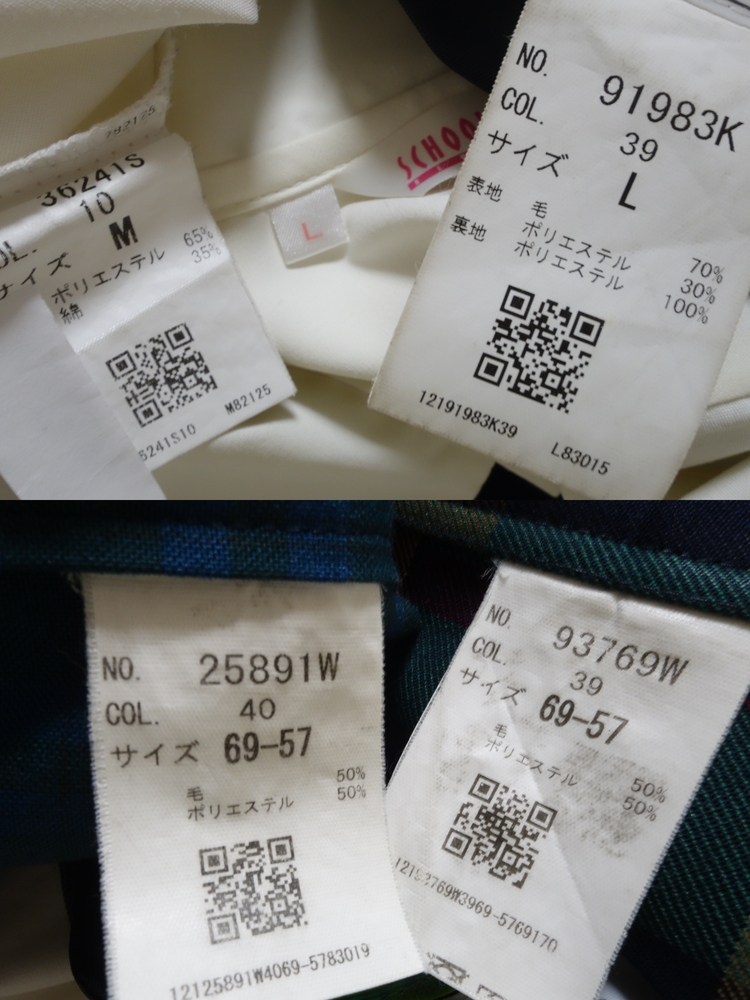 36241S
10
サイズ M
ポリエステル 65%
綿 35%
6241S10 M82125
SCHOO
L
NO. 91983K
COL. 39
サイズ L
表地 毛 70%
ポリエステル 30%
裏地 ポリエステル 100%
12191983K39 L83015
NO. 25891W
COL. 40
サイズ 69-57
毛 50%
ポリエステル 50%
12125891W4069-5783019
NO. 93769W
COL. 39
サイズ 69-57
毛 50%
ポリエステル 50%